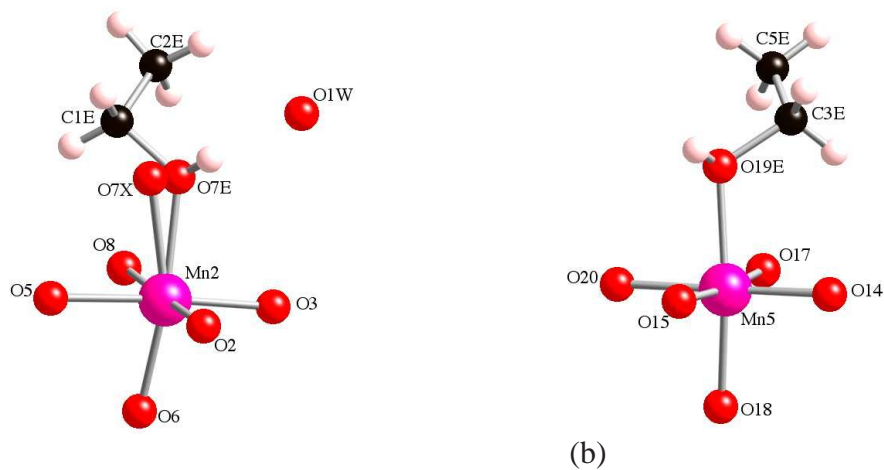 C2E
C5E
C1E
O1W
C3E
O7X
O7E
O19E
O8
Mn2
O17
O5
O3
O20
O14
O2
O15
Mn5
O6
O18
(b)